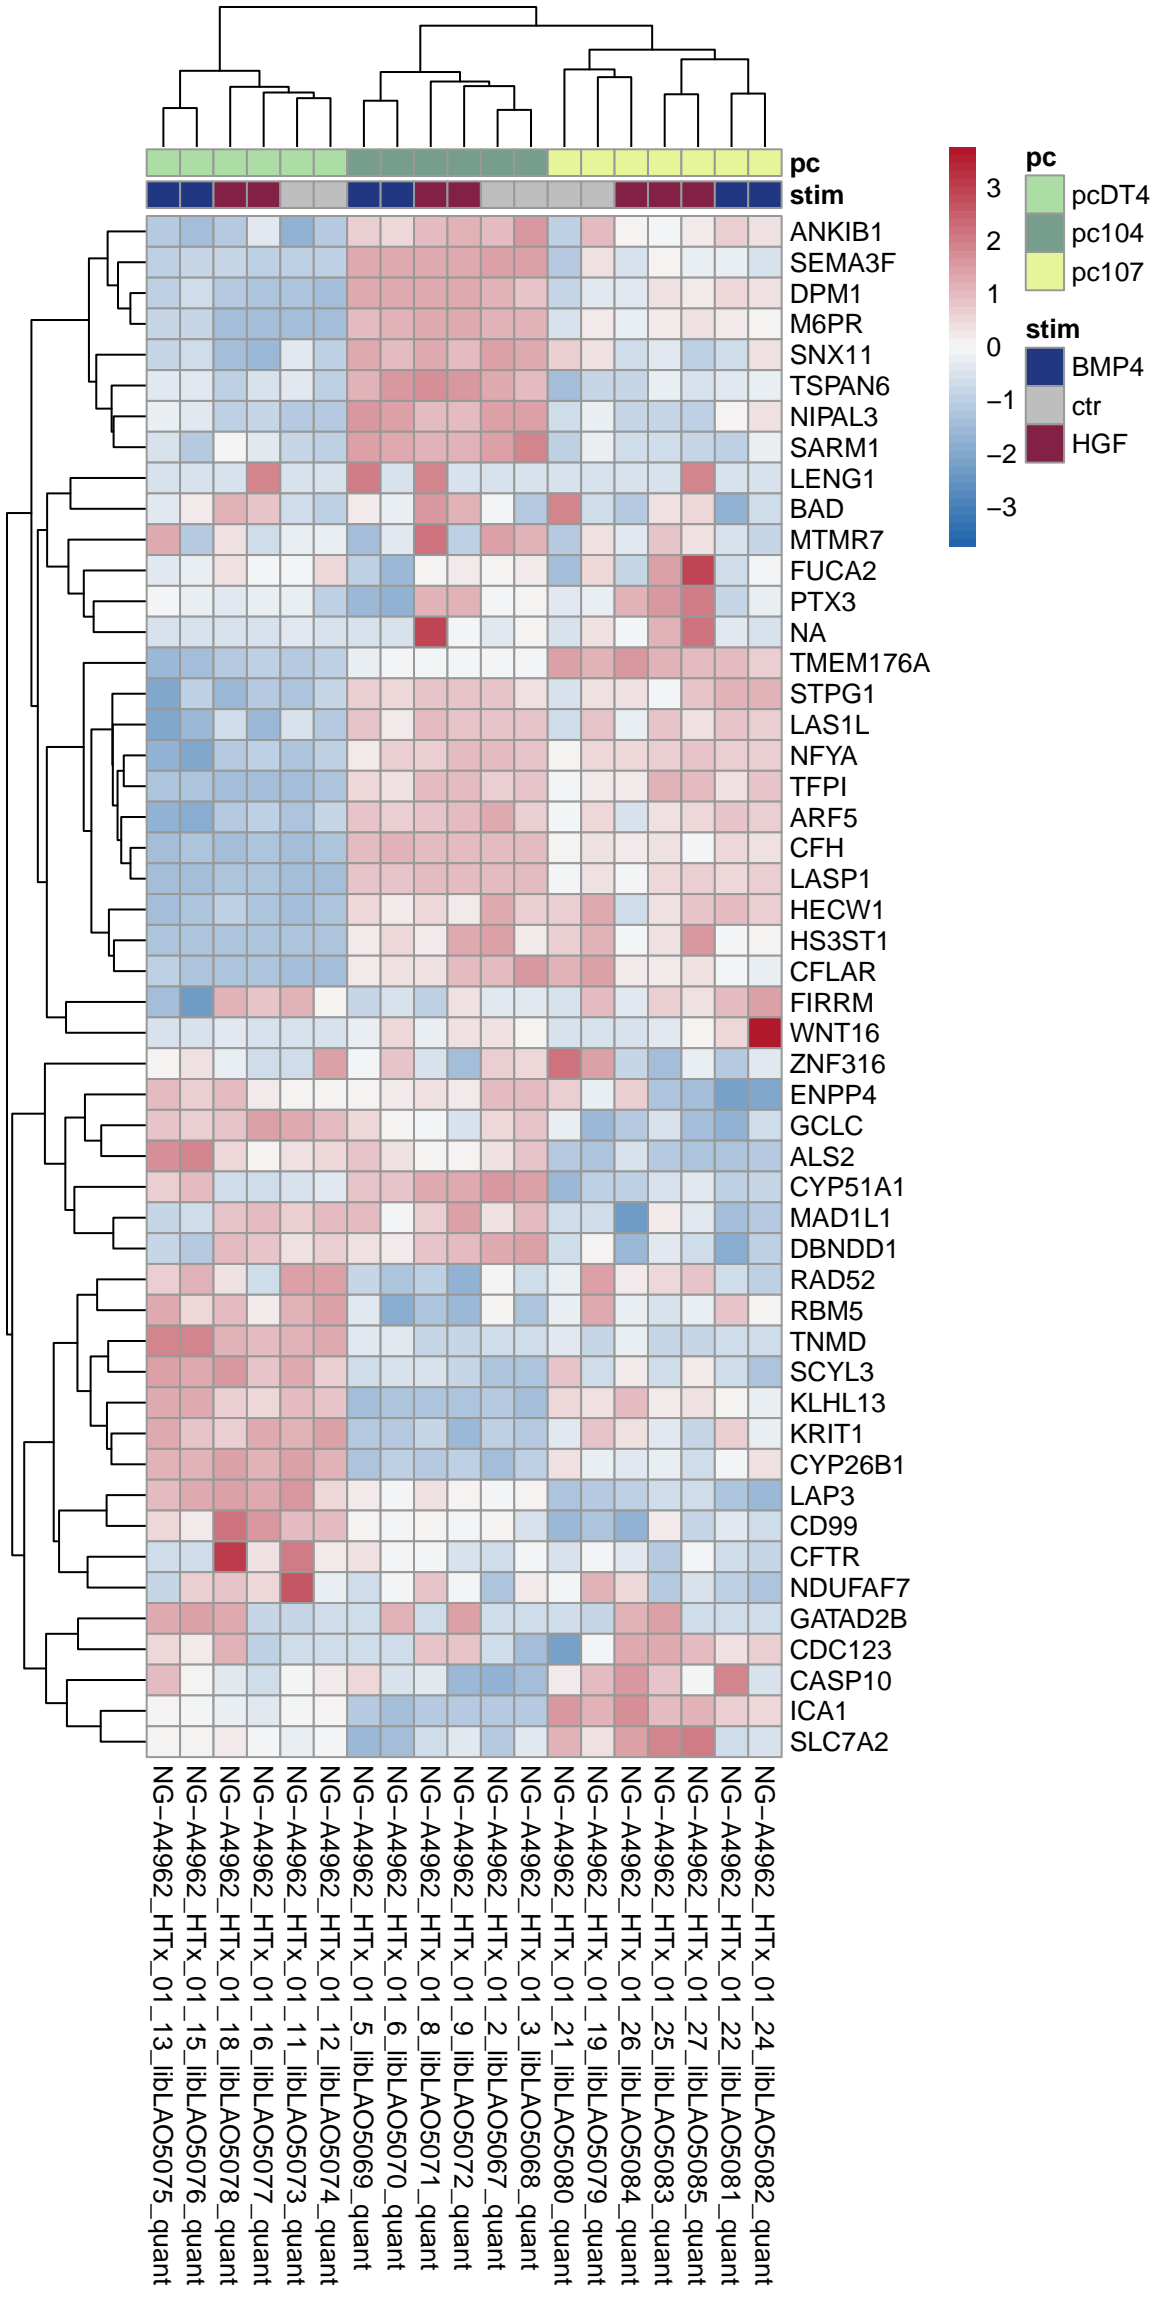 pc
stim
ANKIB1
SEMA3F
DPM1
M6PR
SNX11
TSPAN6
NIPAL3
SARM1
LENG1
BAD
MTMR7
FUCA2
PTX3
NA
TMEM176A
STPG1
LAS1L
NFYA
TFPI
ARF5
CFH
LASP1
HECW1
HS3ST1
CFLAR
FIRRM
WNT16
ZNF316
ENPP4
GCLC
ALS2
CYP51A1
MAD1L1
DBNDD1
RAD52
RBM5
TNMD
SCYL3
KLHL13
KRIT1
CYP26B1
LAP3
CD99
CFTR
NDUFAF7
GATAD2B
CDC123
CASP10
ICA1
SLC7A2
NG−A4962_HTx_01_13_libLAO5075_quant
NG−A4962_HTx_01_15_libLAO5076_quant
NG−A4962_HTx_01_18_libLAO5078_quant
NG−A4962_HTx_01_16_libLAO5077_quant
NG−A4962_HTx_01_11_libLAO5073_quant
NG−A4962_HTx_01_12_libLAO5074_quant
NG−A4962_HTx_01_5_libLAO5069_quant
NG−A4962_HTx_01_6_libLAO5070_quant
NG−A4962_HTx_01_8_libLAO5071_quant
NG−A4962_HTx_01_9_libLAO5072_quant
NG−A4962_HTx_01_2_libLAO5067_quant
NG−A4962_HTx_01_3_libLAO5068_quant
NG−A4962_HTx_01_21_libLAO5080_quant
NG−A4962_HTx_01_19_libLAO5079_quant
NG−A4962_HTx_01_26_libLAO5084_quant
NG−A4962_HTx_01_25_libLAO5083_quant
NG−A4962_HTx_01_27_libLAO5085_quant
NG−A4962_HTx_01_22_libLAO5081_quant
NG−A4962_HTx_01_24_libLAO5082_quant
3
2
1
0
−1
−2
−3
pc
pcDT4
pc104
pc107
stim
BMP4
ctr
HGF